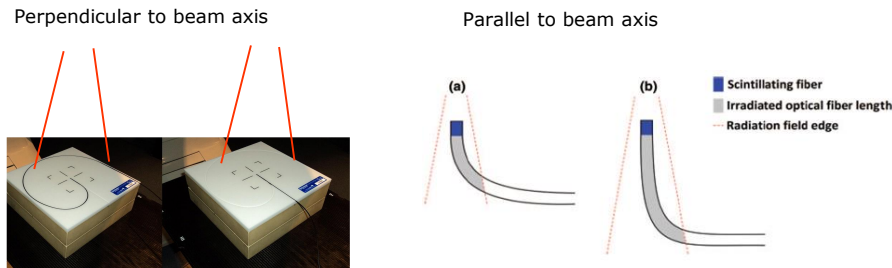 Perpendicular to beam axis
Parallel to beam axis
(a)
(b)
Scintillating fiber
Irradiated optical fiber length
Radiation field edge